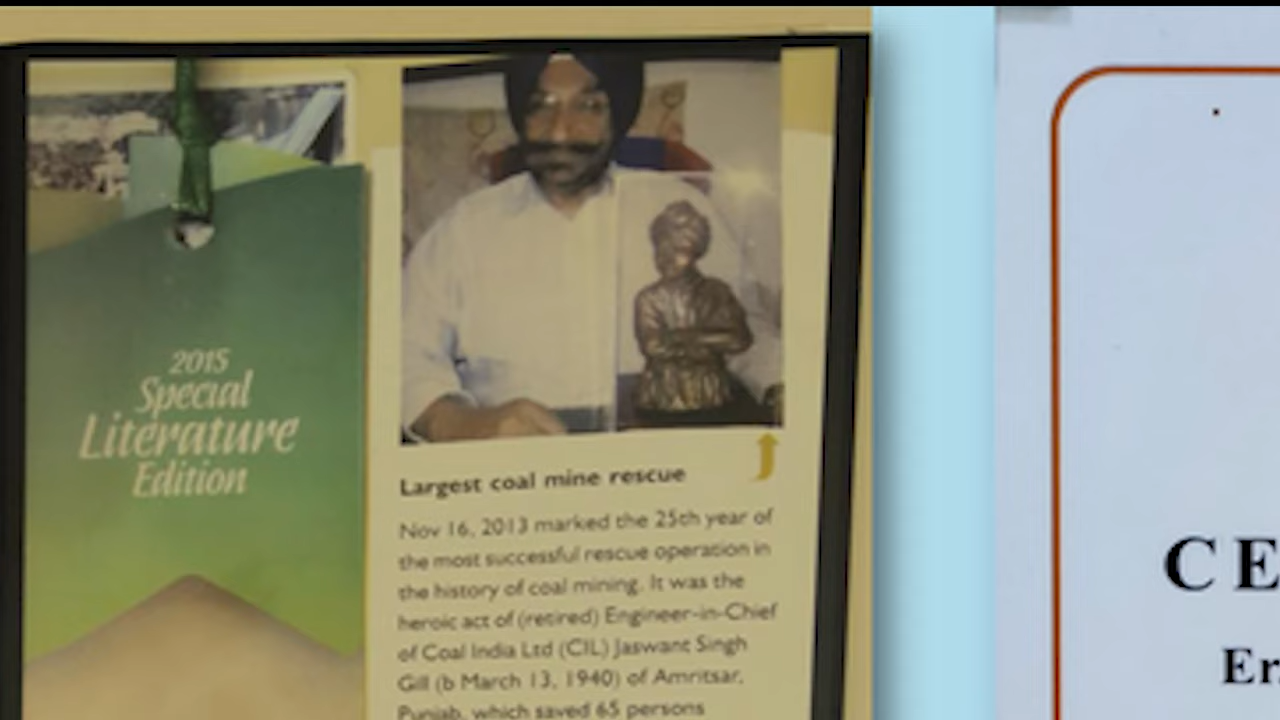 2015
Special
Literature
Edition
Largest coal mine rescue
Nov 16, 2013 marked the 25th year of
the most successful rescue operation in
the history of coal mining. It was the
heroic act of (retired) Engineer-in-Chief
of Coal India Ltd (CIL) Jaswant Singh
Gill (b March 13, 1940) of Amritsar,
Punjab, which saved 65 persons
CE
Er.